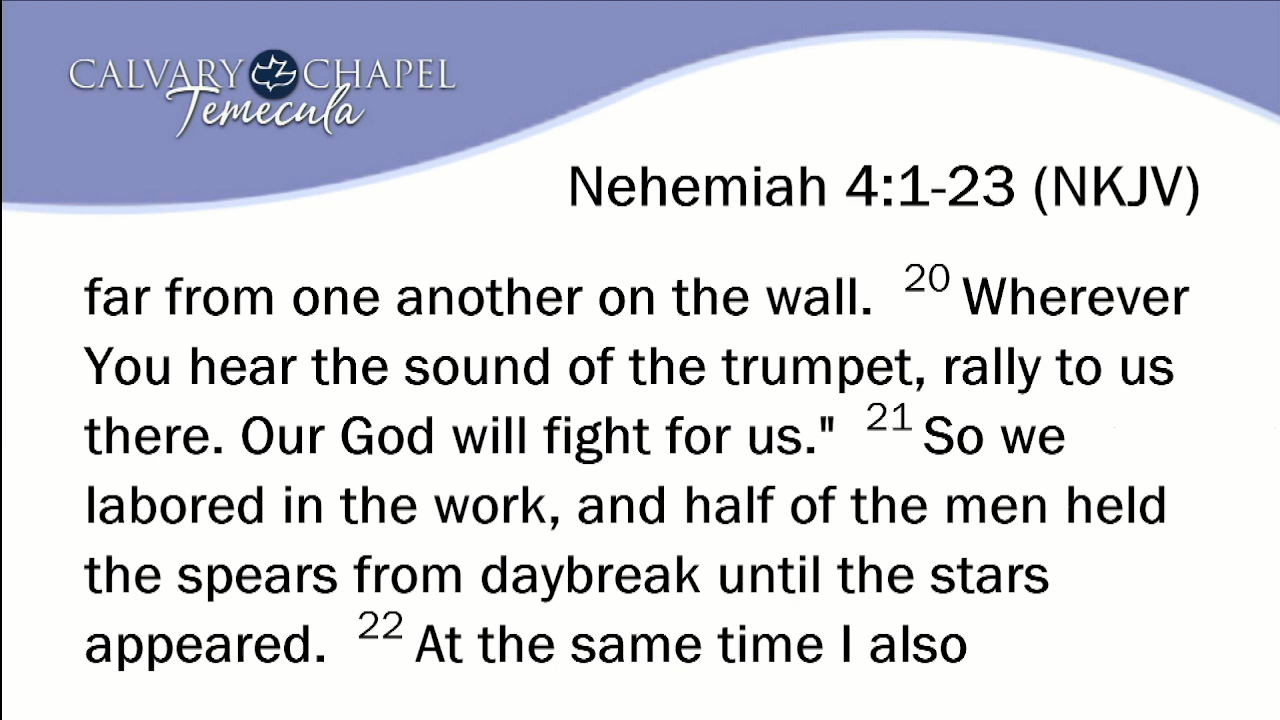 CALVARY CHAPEL
Temecula
Nehemiah 4:1-23 (NKJV)
far from one another on the wall. 20 Wherever
You hear the sound of the trumpet, rally to us
there. Our God will fight for us." 21 So we
labored in the work, and half of the men held
the spears from daybreak until the stars
appeared. 22 At the same time I also